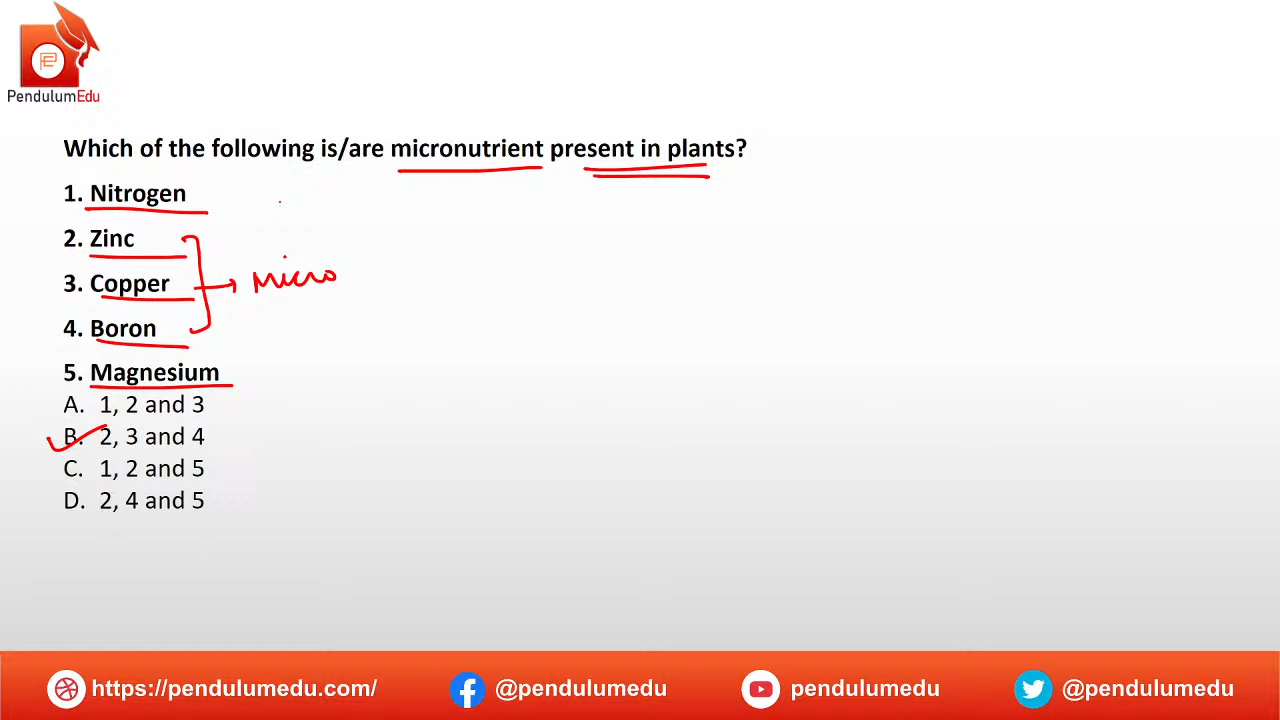 PendulumEdu
Which of the following is/are micronutrient present in plants?
1. Nitrogen
2. Zinc
3. Copper
micro
4. Boron
5. Magnesium
A. 1, 2 and 3
B. 2, 3 and 4
C. 1, 2 and 5
D. 2, 4 and 5
https://pendulumedu.com/ @pendulumedu pendulumedu @pendulumedu